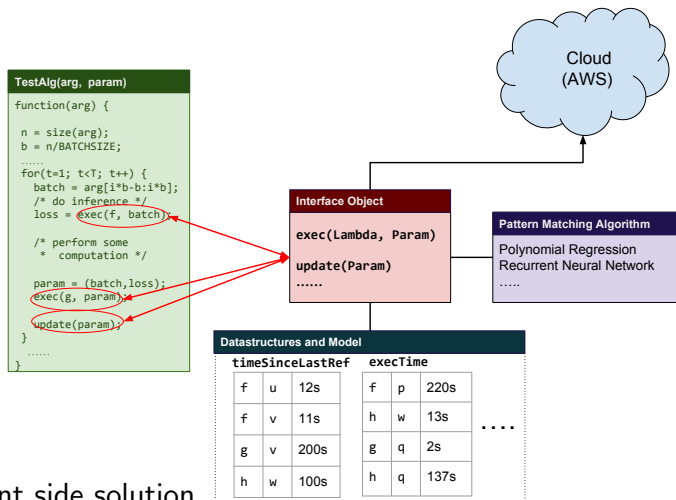 Cloud
(AWS)
TestAlg(arg, param)
function(arg) {
n = size(arg);
b = n/BATCHSIZE;
......
for(t=1; t<T; t++) {
batch = arg[i*b-b:i*b];
/* do inference */
loss = exec(f, batch);
/* perform some
* computation */
param = (batch,loss);
exec(g, param);
update(param);
}
......
}
Interface Object
exec(Lambda, Param)
update(Param)
......
Pattern Matching Algorithm
Polynomial Regression
Recurrent Neural Network
.....
Datastructures and Model
timeSinceLastRef execTime
f u 12s f p 220s
f v 11s h w 13s
g v 200s g q 2s
h w 100s h q 137s
....
nt side solution